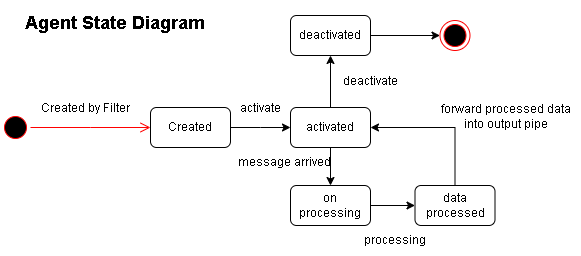 Agent State Diagram
deactivated
deactivate
Created by Filter
activate
forward processed data
into output pipe
Created
activated
message arrived
on
processing
data
processed
processing